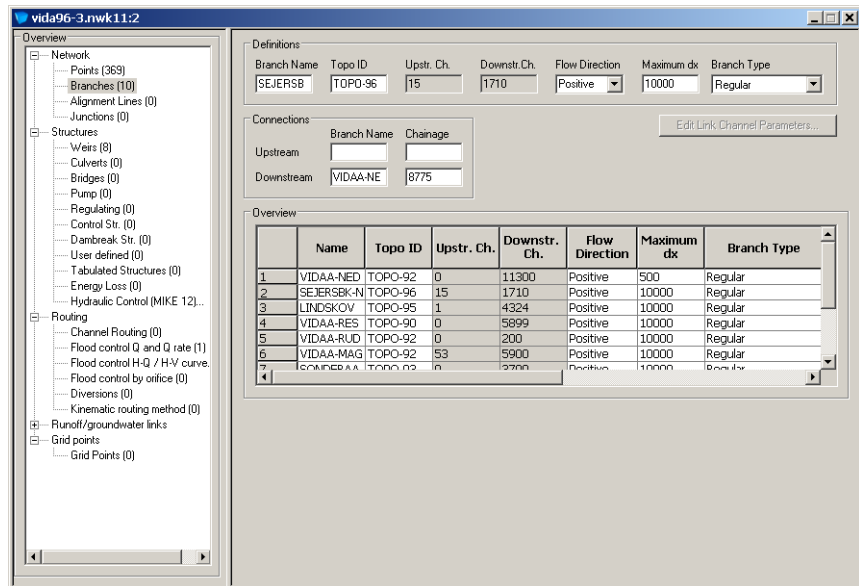 vida96-3.nwk11:2
Overview
Network
Points (369)
Branches (10)
Alignment Lines (0)
Junctions (0)
Structures
Weirs (8)
Culverts (0)
Bridges (0)
Pump (0)
Regulating (0)
Control Str. (0)
Dambreak Str. (0)
User defined (0)
Tabulated Structures (0)
Energy Loss (0)
Hydraulic Control (MIKE 12)...
Routing
Channel Routing (0)
Flood control Q and Q rate (1)
Flood control H-Q / H-V curve.
Flood control by orifice (0)
Diversions (0)
Kinematic routing method (0)
Runoff/groundwater links
Grid points
Grid Points (0)
Definitions
Branch Name Topo ID Upstr. Ch. Downstr.Ch. Flow Direction Maximum dx Branch Type
SEJERSB TOPO-96 15 1710 Positive 10000 Regular
Connections
Branch Name Chainage
Upstream
Downstream VIDAA-NE 8775
Edit Link Channel Parameters...
Overview
Name Topo ID Upstr. Ch. Downstr. Ch. Flow Direction Maximum dx Branch Type
1 VIDAA-NED TOPO-92 0 11300 Positive 500 Regular
2 SEJERSBK-N TOPO-96 15 1710 Positive 10000 Regular
3 LINDSKOV TOPO-95 1 4324 Positive 10000 Regular
4 VIDAA-RES TOPO-90 0 5899 Positive 10000 Regular
5 VIDAA-RUD TOPO-92 0 200 Positive 10000 Regular
6 VIDAA-MAG TOPO-92 53 5900 Positive 10000 Regular
7 SONDERAA 0 3700 Positive 10000 Regular